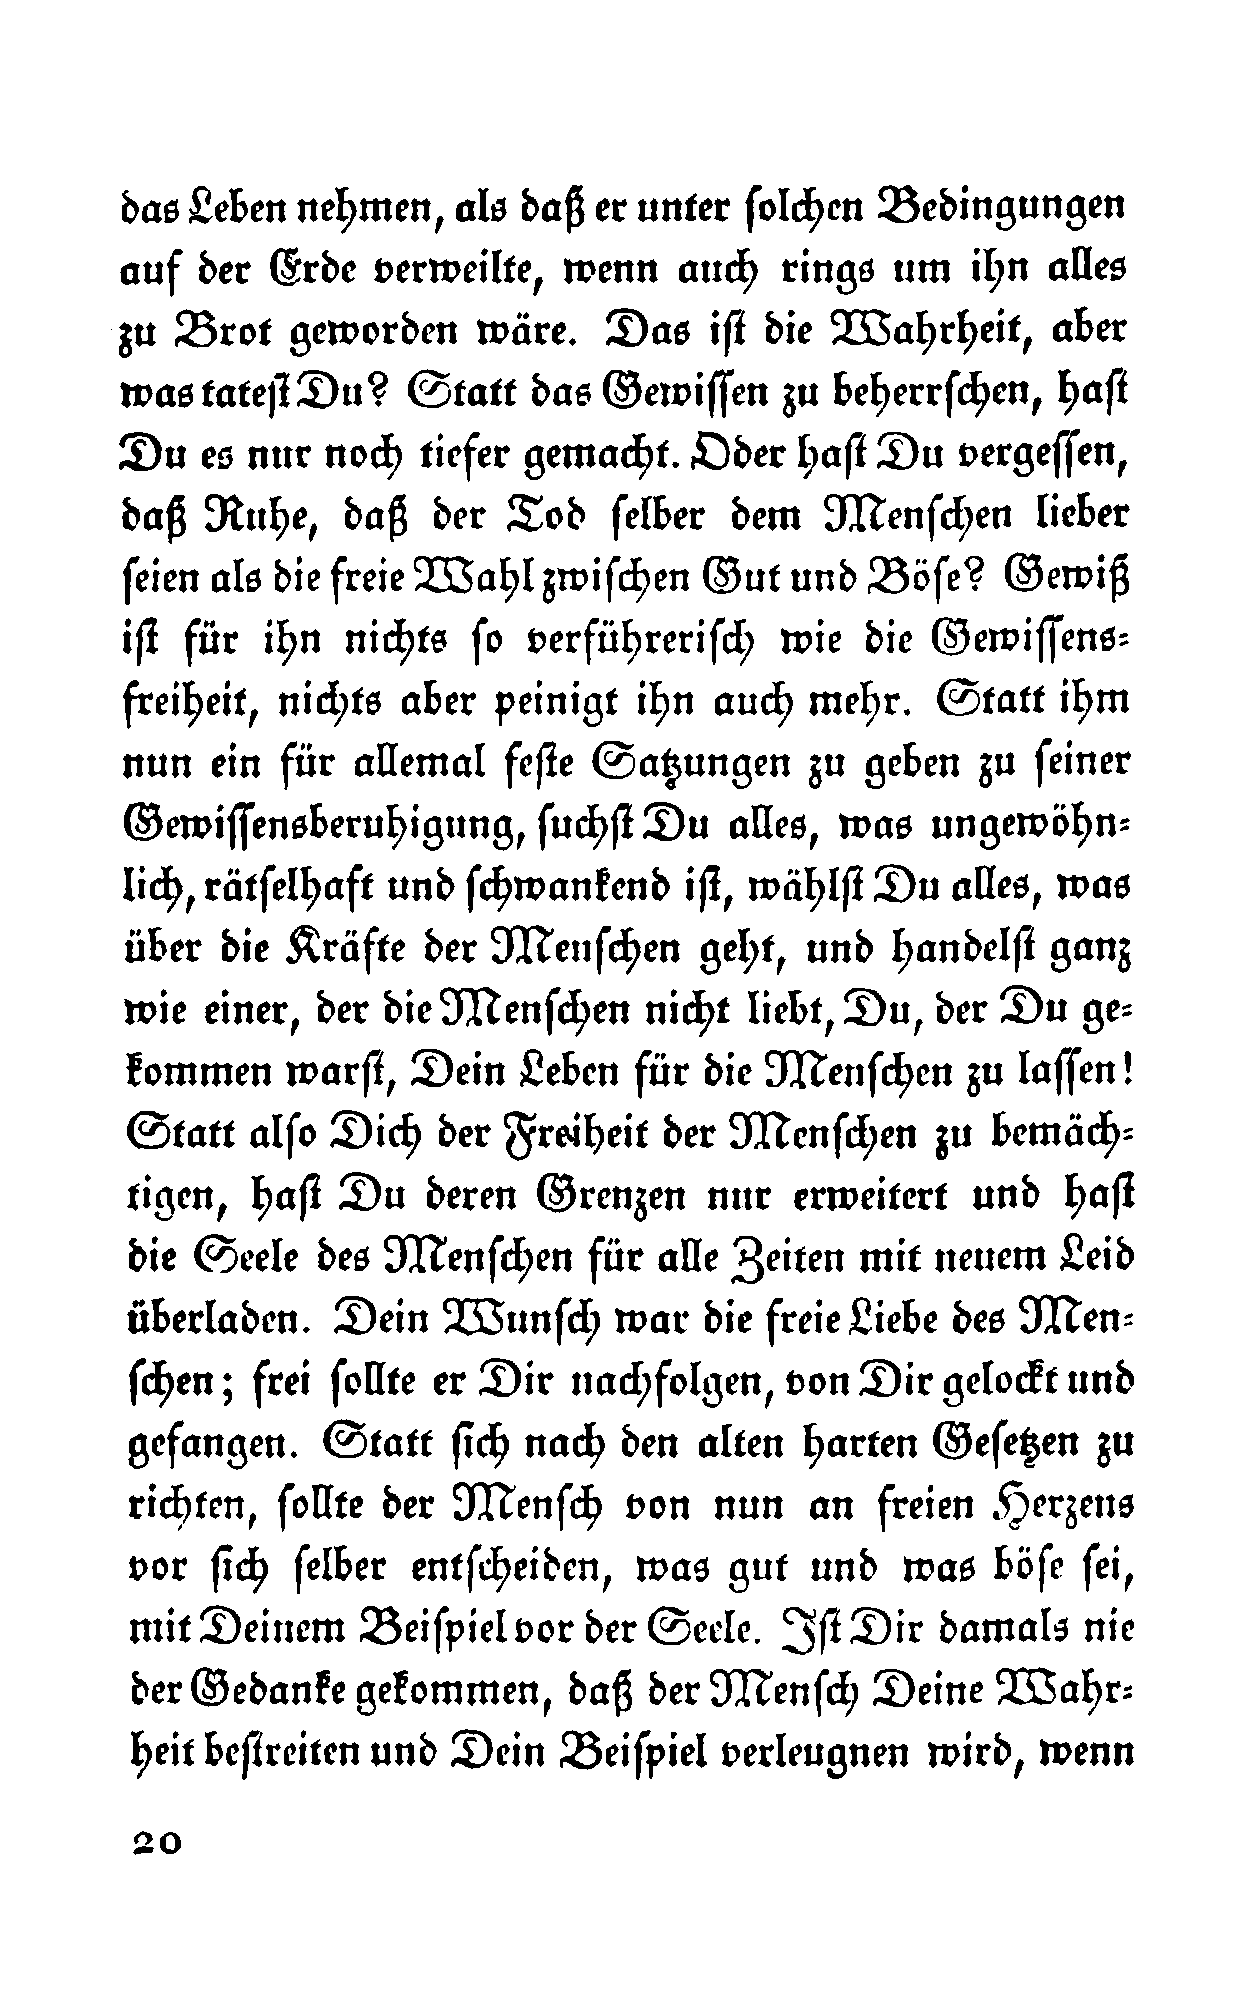 das Leben nehmen, als daß er unter ſolchen Bedingungen
auf der Erde verweilte, wenn auch rings um ihn alles
zu Brot geworden wäre. Das iſt die Wahrheit, aber
was tateſt Du? Statt das Gewiſſen zu beherrſchen, haſt
Du es nur noch tiefer gemacht. Oder haſt Du vergeſſen,
daß Ruhe, daß der Tod ſelber dem Menſchen lieber
ſeien als die freie Wahl zwiſchen Gut und Böſe? Gewiß
iſt für ihn nichts ſo verführeriſch wie die Gewiſſens-
freiheit, nichts aber peinigt ihn auch mehr. Statt ihm
nun ein für allemal feſte Satzungen zu geben zu ſeiner
Gewiſſensberuhigung, ſuchſt Du alles, was ungewöhn-
lich, rätſelhaft und ſchwankend iſt, wählſt Du alles, was
über die Kräfte der Menſchen geht, und handelſt ganz
wie einer, der die Menſchen nicht liebt, Du, der Du ge-
kommen warſt, Dein Leben für die Menſchen zu laſſen!
Statt alſo Dich der Freiheit der Menſchen zu bemäch-
tigen, haſt Du deren Grenzen nur erweitert und haſt
die Seele des Menſchen für alle Zeiten mit neuem Leid
überladen. Dein Wunſch war die freie Liebe des Men-
ſchen; frei ſollte er Dir nachfolgen, von Dir gelockt und
gefangen. Statt ſich nach den alten harten Geſetzen zu
richten, ſollte der Menſch von nun an freien Herzens
vor ſich ſelber entſcheiden, was gut und was böſe ſei,
mit Deinem Beiſpiel vor der Seele. Iſt Dir damals nie
der Gedanke gekommen, daß der Menſch Deine Wahr-
heit beſtreiten und Dein Beiſpiel verleugnen wird, wenn
20